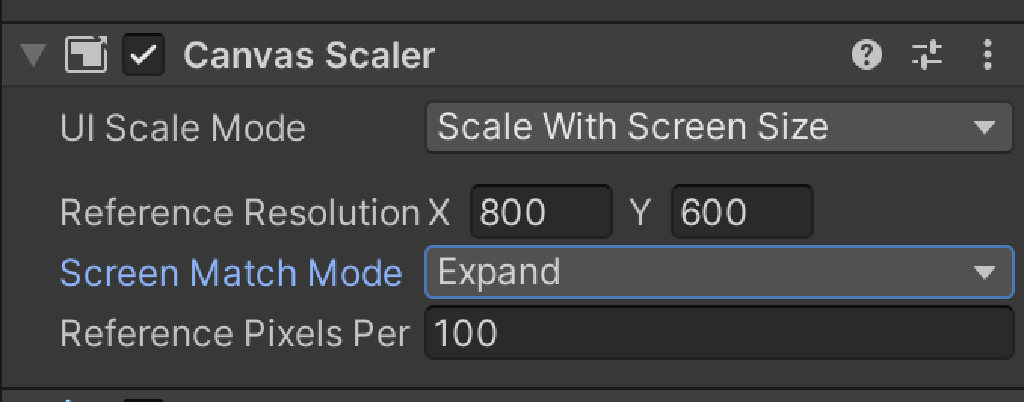 Canvas Scaler
UI Scale Mode Scale With Screen Size
Reference Resolution X 800 Y 600
Screen Match Mode Expand
Reference Pixels Per 100